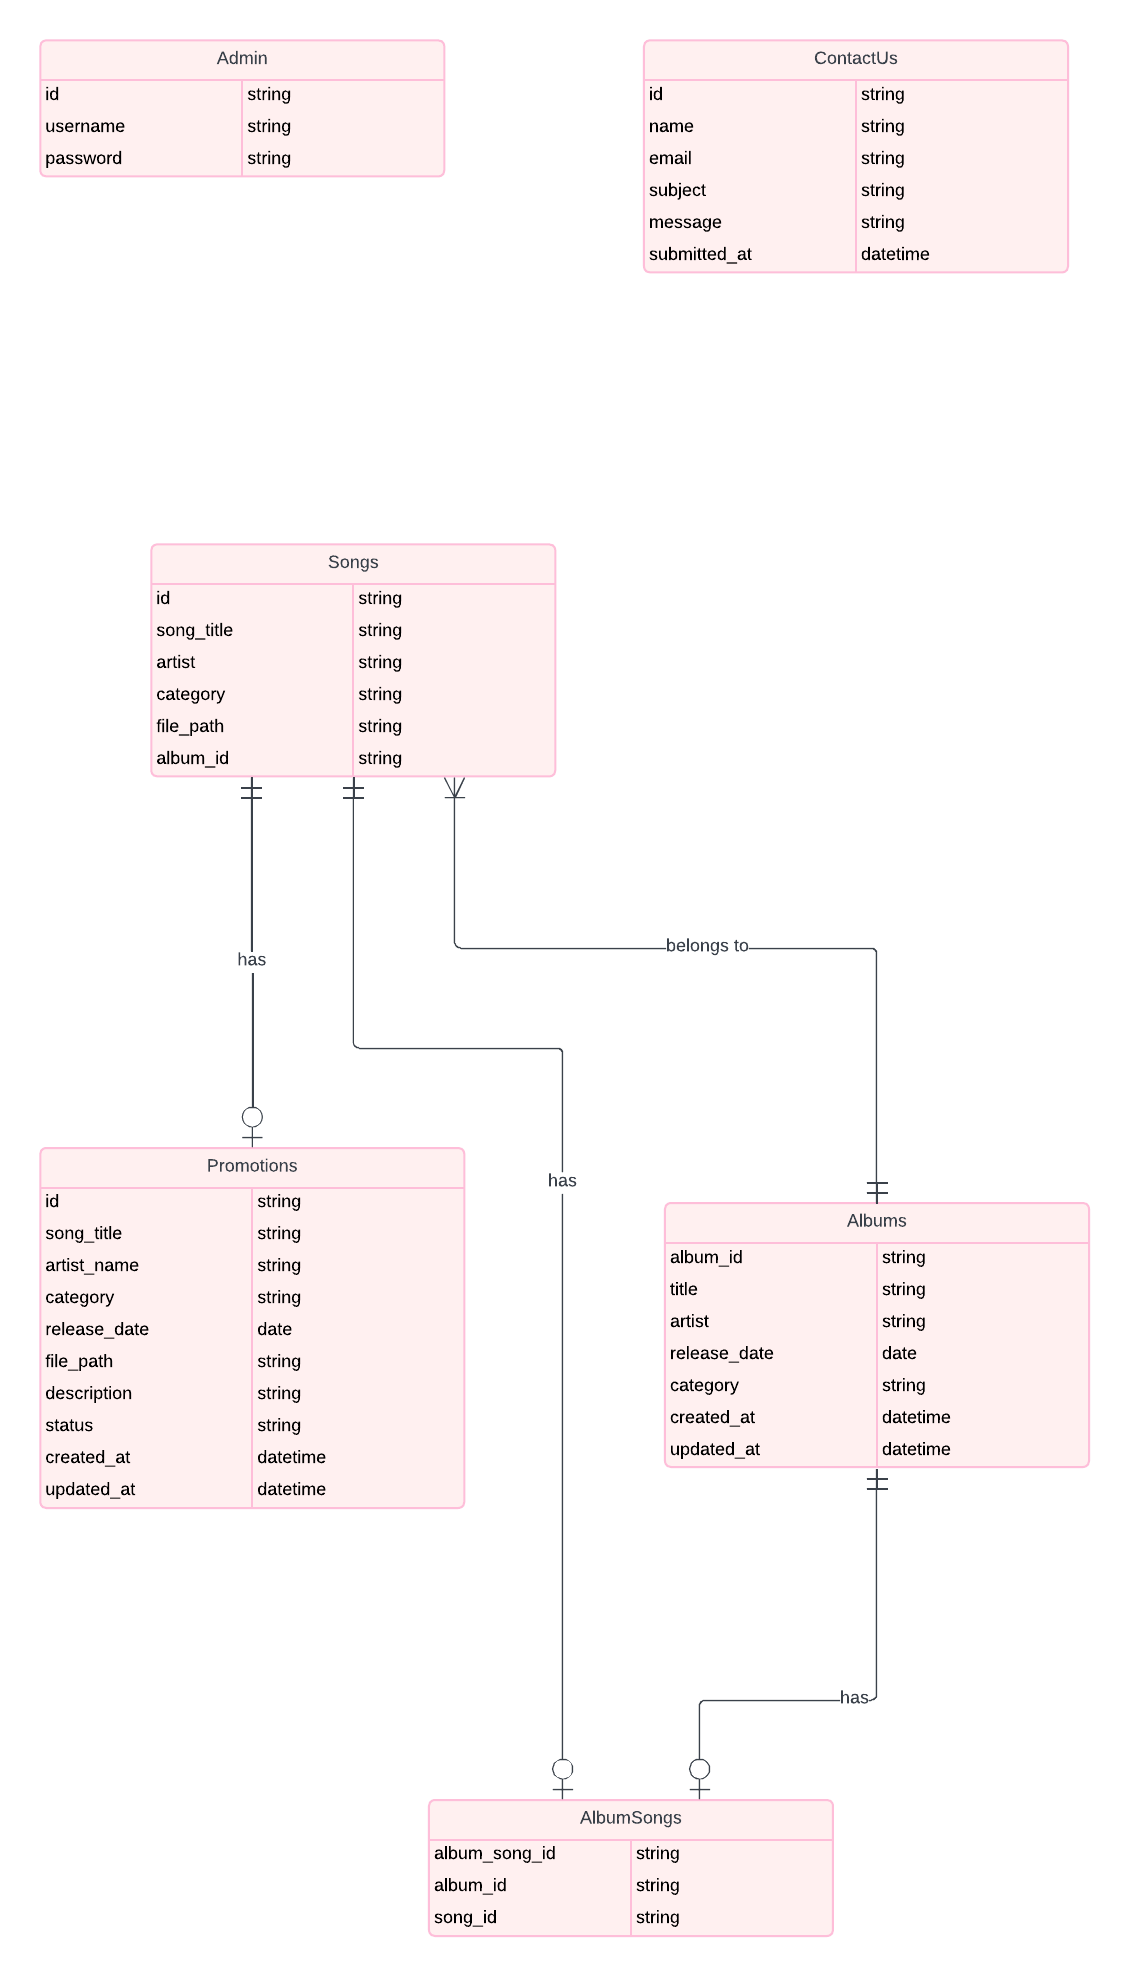 Admin
id string
username string
password string
ContactUs
id string
name string
email string
subject string
message string
submitted_at datetime
Songs
id string
song_title string
artist string
category string
file_path string
album_id string
belongs to
has
has
Promotions
id string
song_title string
artist_name string
category string
release_date date
file_path string
description string
status string
created_at datetime
updated_at datetime
Albums
album_id string
title string
artist string
release_date date
category string
created_at datetime
updated_at datetime
has
AlbumSongs
album_song_id string
album_id string
song_id string